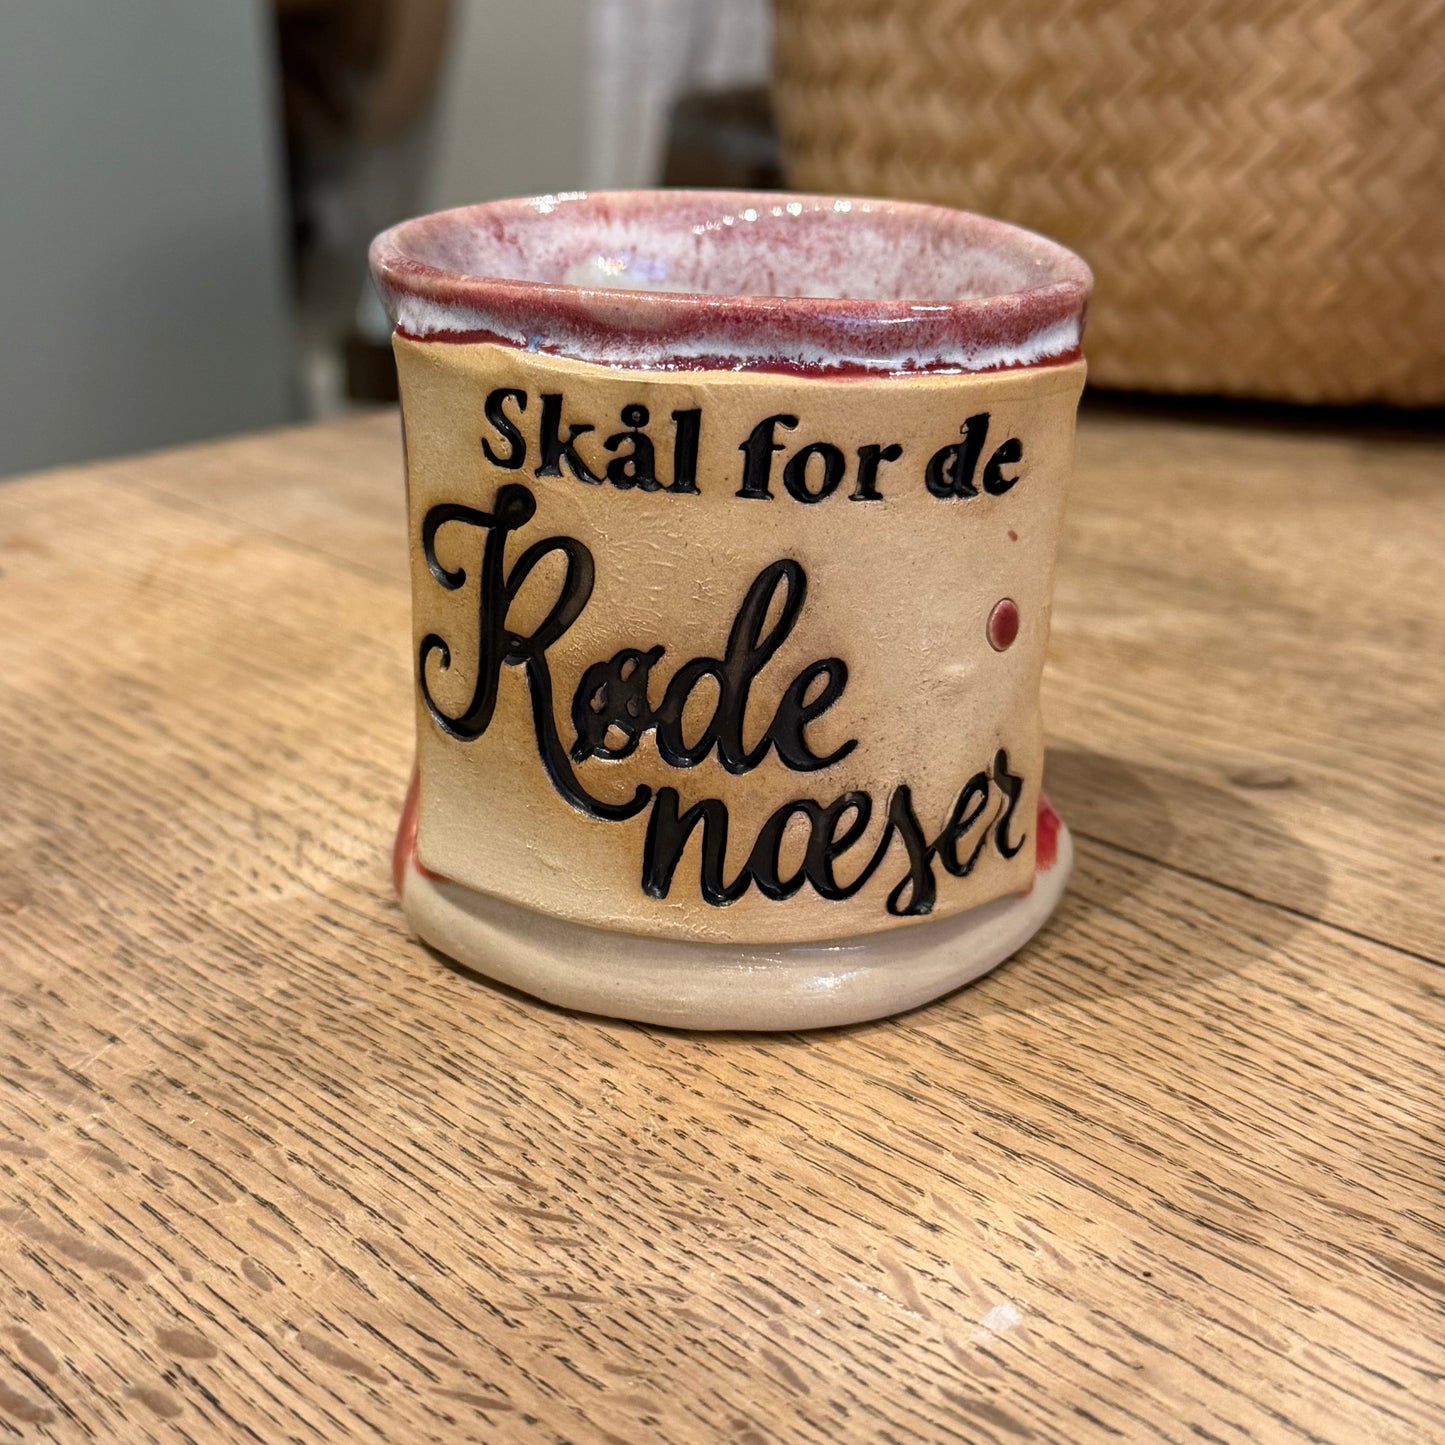 Skål for de
Røde
næser